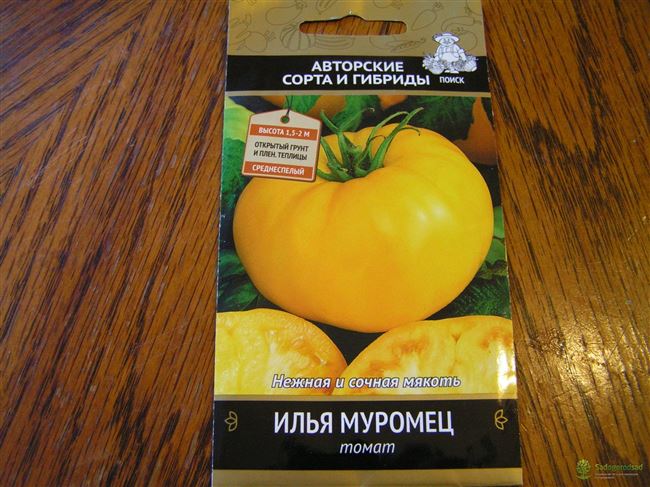 АВТОРСКИЕ
СОРТА И ГИБРИДЫ
ПОИСК
ВЫСОТА 1,5-2 М
ОТКРЫТЫЙ ГРУНТ
И ПЛЕН. ТЕПЛИЦЫ
СРЕДНЕСПЕЛЫЙ
Нежная и сочная мякоть
ИЛЬЯ МУРОМЕЦ
томат
Sadogorodsad